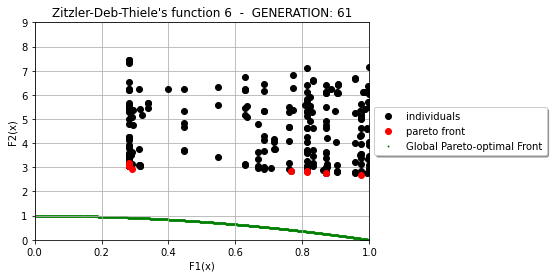 Zitzler-Deb-Thiele's function 6 - GENERATION: 61
F2(x)
9
8
7
6
5
4
3
2
1
0
0.0 0.2 0.4 0.6 0.8 1.0
F1(x)
individuals
pareto front
Global Pareto-optimal Front